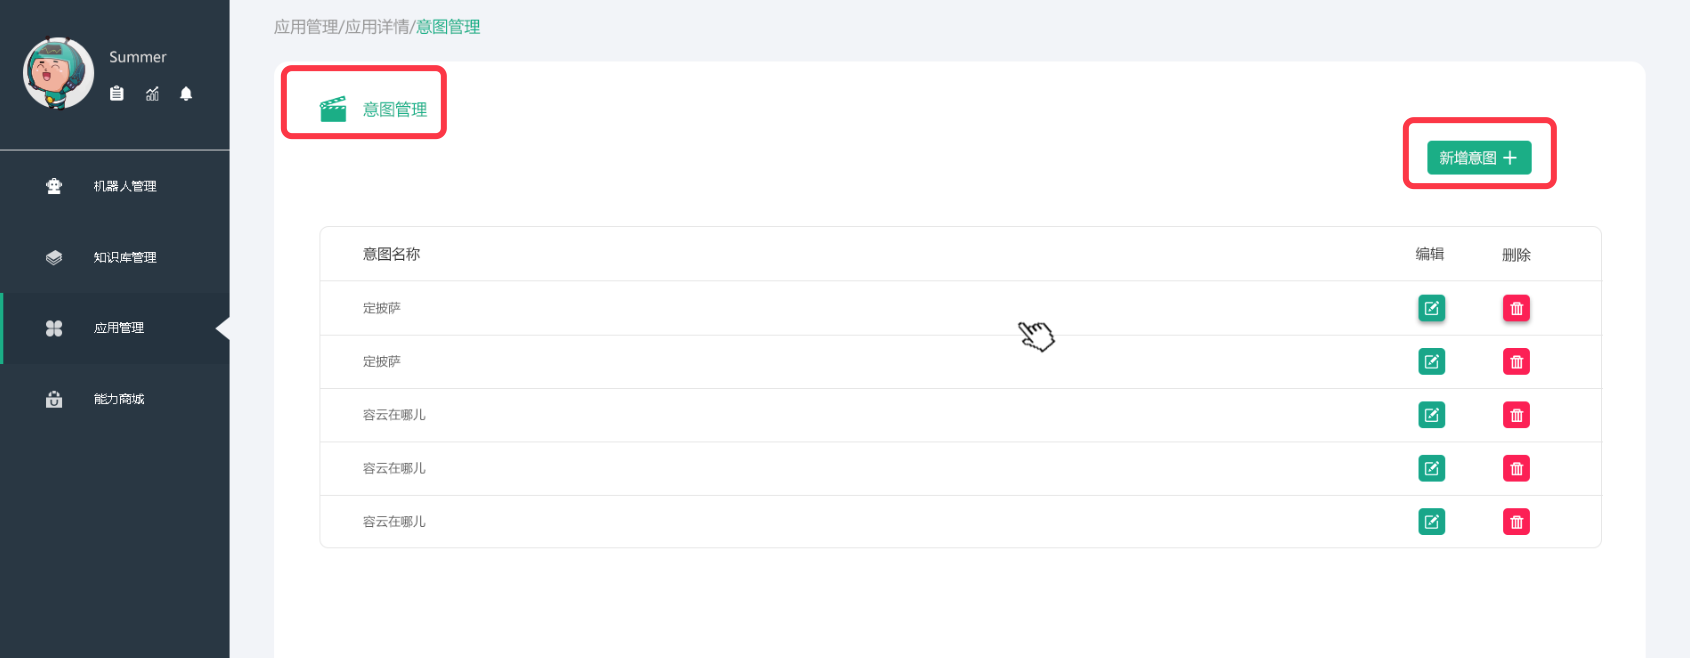 Summer
机器人管理
知识库管理
应用管理
能力商城
应用管理/应用详情/意图管理
意图管理
新增意图
意图名称 编辑 删除
定披萨
定披萨
容云在哪儿
容云在哪儿
容云在哪儿